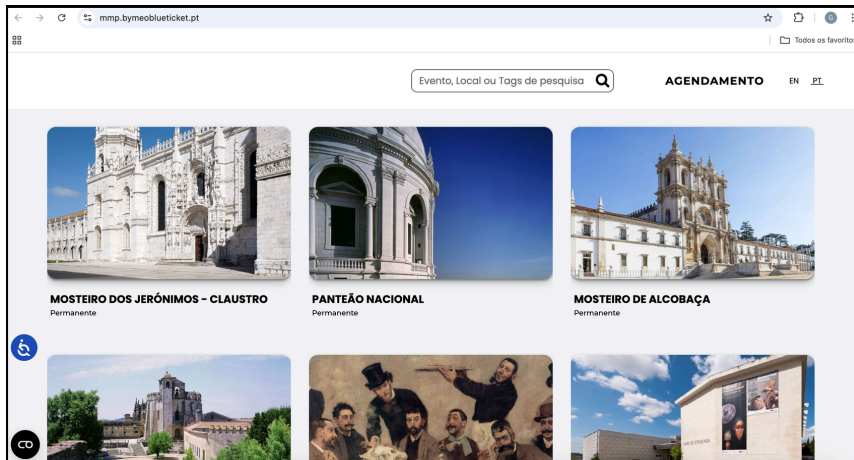 mmp.bymeoblueticket.pt
G
Todos os favorito
Evento, Local ou Tags de pesquisa
AGENDAMENTO
EN PT
MOSTEIRO DOS JERÓNIMOS - CLAUSTRO
Permanente
PANTEÃO NACIONAL
Permanente
MOSTEIRO DE ALCOBAÇA
Permanente